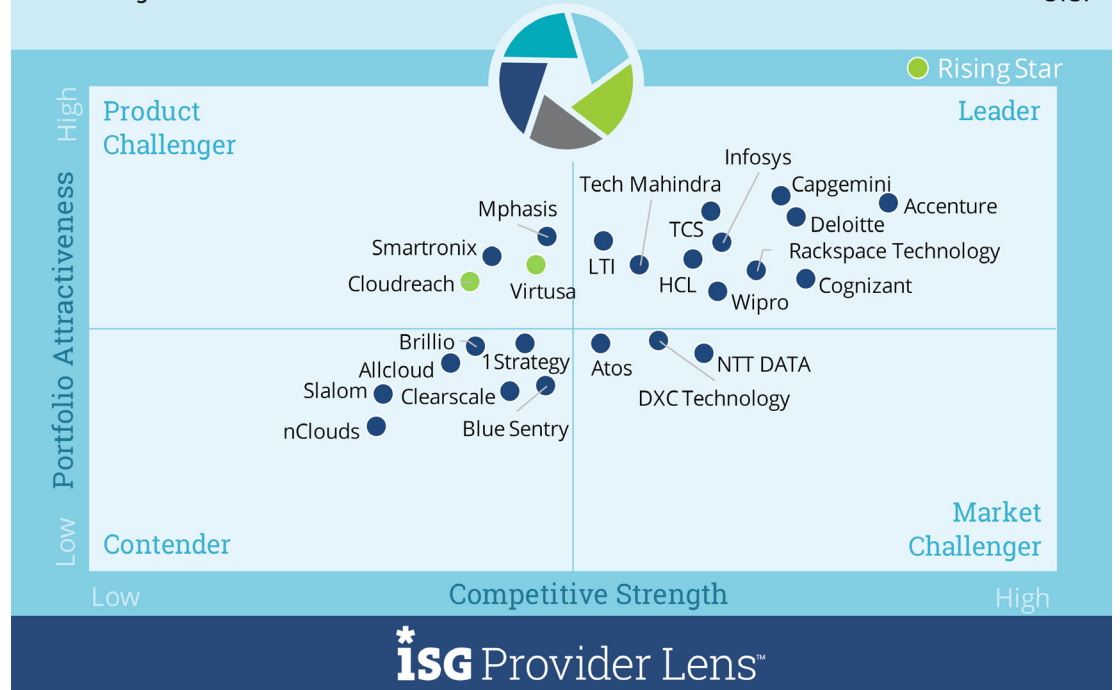 Rising Star
High
Product
Challenger
Leader
Infosys
Tech Mahindra
Capgemini
Accenture
Mphasis
TCS
Deloitte
Smartronix
Rackspace Technology
LTI
Cloudreach
Virtusa
HCL
Wipro
Cognizant
Portfolio Attractiveness
Brillio
1Strategy
Allcloud
Atos
NTT DATA
Slalom
Clearscale
DXC Technology
nClouds
Blue Sentry
Low
Contender
Market
Challenger
Low
Competitive Strength
High
*ISG Provider Lens™